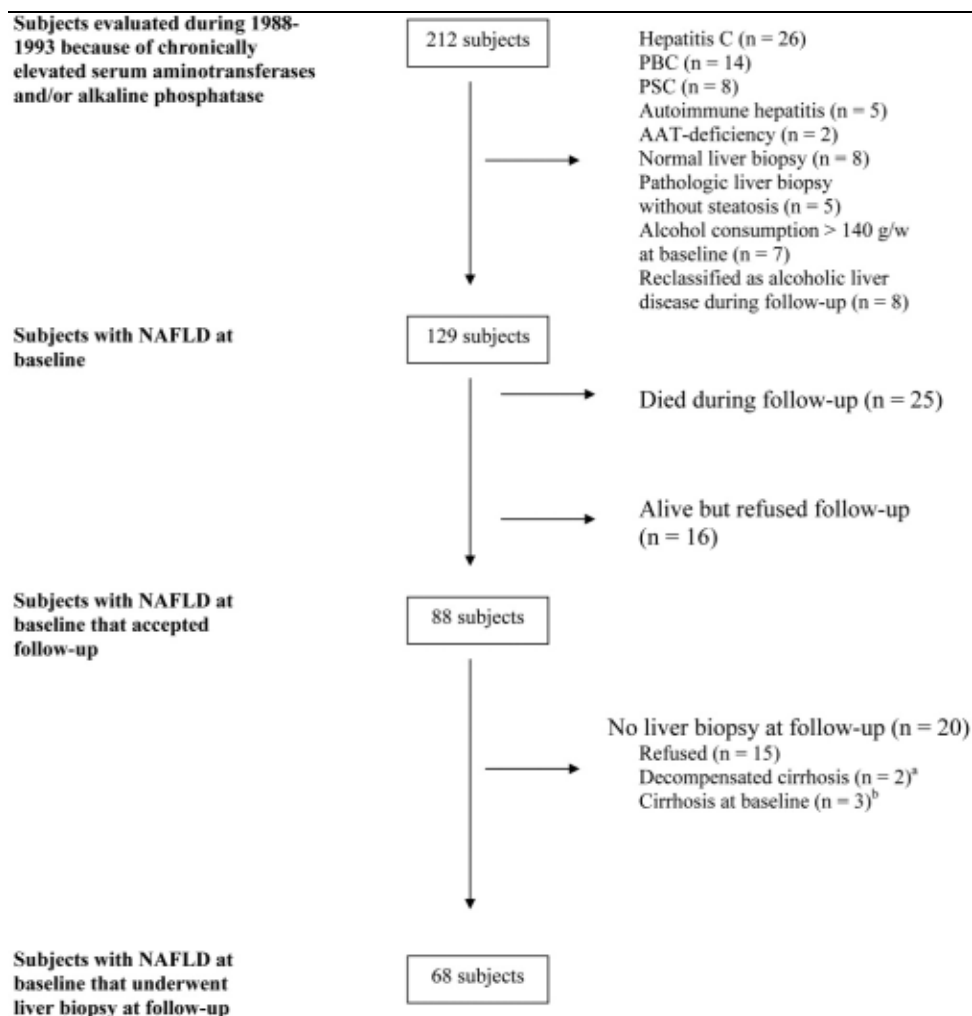 Subjects evaluated during 1988-
1993 because of chronically
elevated serum aminotransferases
and/or alkaline phosphatase
212 subjects
Hepatitis C (n = 26)
PBC (n = 14)
PSC (n = 8)
Autoimmune hepatitis (n = 5)
AAT-deficiency (n = 2)
Normal liver biopsy (n = 8)
Pathologic liver biopsy
without steatosis (n = 5)
Alcohol consumption > 140 g/w
at baseline (n = 7)
Reclassified as alcoholic liver
disease during follow-up (n = 8)
Subjects with NAFLD at
baseline
129 subjects
Died during follow-up (n = 25)
Alive but refused follow-up
(n = 16)
Subjects with NAFLD at
baseline that accepted
follow-up
88 subjects
No liver biopsy at follow-up (n = 20)
Refused (n = 15)
Decompensated cirrhosis (n = 2)ᵃ
Cirrhosis at baseline (n = 3)ᵇ
Subjects with NAFLD at
baseline that underwent
liver biopsy at follow-up
68 subjects